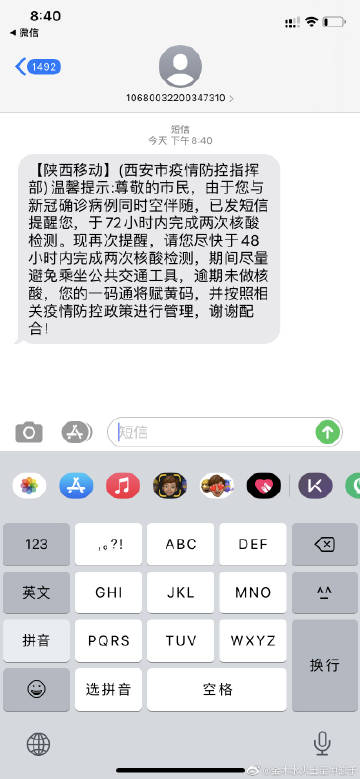 8:40
◀ 微信
1492
10680032200347310 >
短信
今天 下午8:40
【陕西移动】(西安市疫情防控指挥
部) 温馨提示:尊敬的市民，由于您与
新冠确诊病例同时空伴随，已发短信
提醒您，于72小时内完成两次核酸
检测。现再次提醒，请您尽快于48
小时内完成两次核酸检测，期间尽量
避免乘坐公共交通工具，逾期未做核
酸，您的一码通将赋黄码，并按照相
关疫情防控政策进行管理，谢谢配
合！
短信
123
,。?!
ABC
DEF
英文
GHI
JKL
MNO
^^
拼音
PQRS
TUV
WXYZ
换行
选拼音
空格